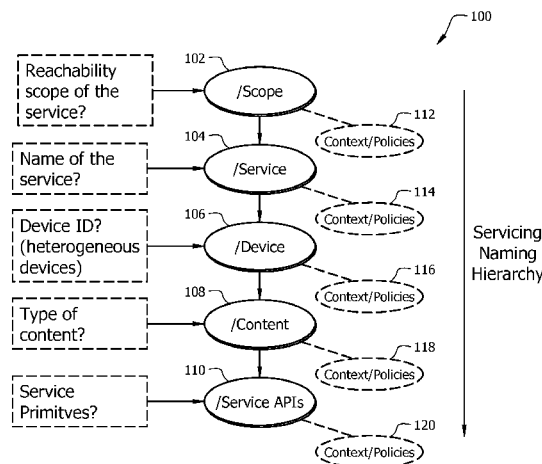 100
102
Reachability
scope of the
service?
/Scope
112
Context/Policies
104
Name of the
service?
/Service
114
Context/Policies
106
Device ID?
(heterogeneous
devices)
/Device
116
Context/Policies
Servicing
Naming
Hierarchy
108
Type of
content?
/Content
118
Context/Policies
110
Service
Primitves?
/Service APIs
120
Context/Policies